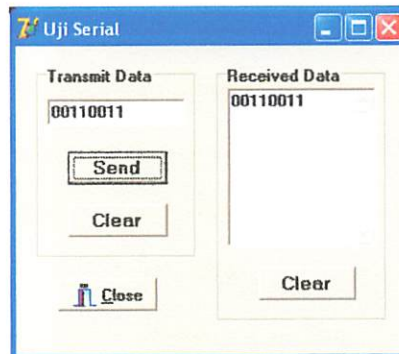 Uji Serial
Transmit Data
00110011
Send
Clear
Close
Received Data
00110011
Clear